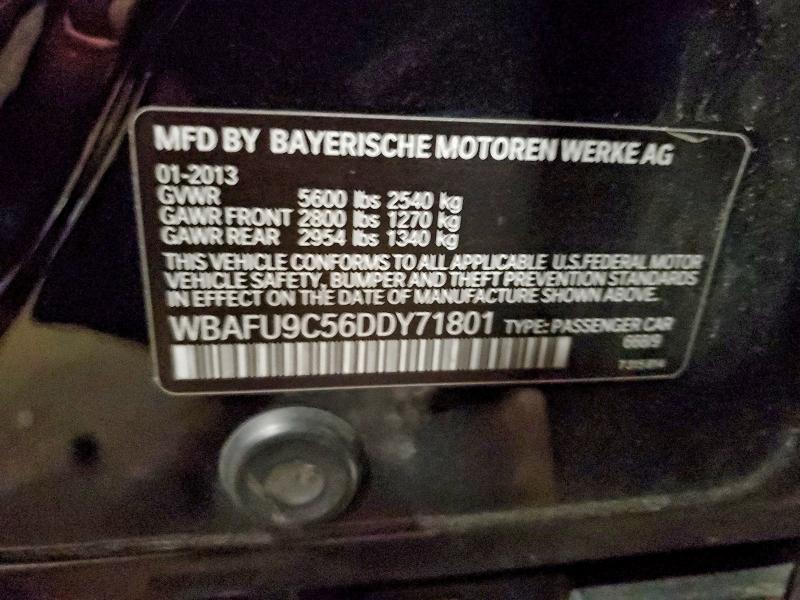 MFD BY BAYERISCHE MOTOREN WERKE AG
01-2013
GVWR 5600 lbs 2540 kg
GAWR FRONT 2800 lbs 1270 kg
GAWR REAR 2954 lbs 1340 kg
THIS VEHICLE CONFORMS TO ALL APPLICABLE U.S.FEDERAL MOTOR
VEHICLE SAFETY, BUMPER AND THEFT PREVENTION STANDARDS
IN EFFECT ON THE DATE OF MANUFACTURE SHOWN ABOVE.
WBAFU9C56DDY71801 TYPE: PASSENGER CAR